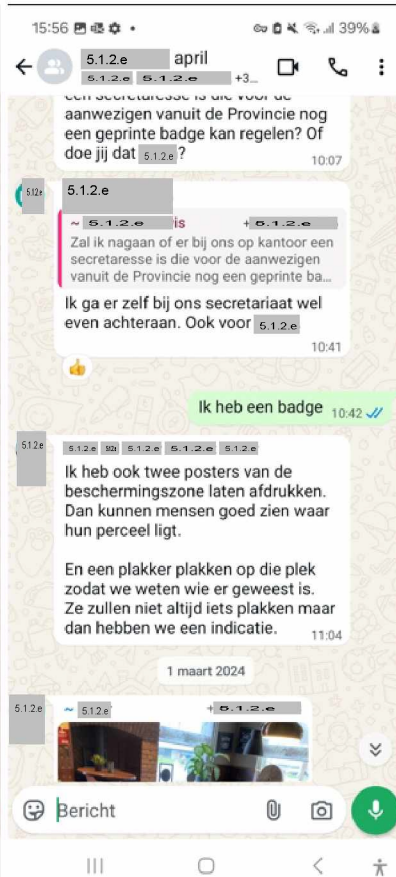 15:56 39%
5.1.2.e april
5.1.2.e 5.1.2.e +3...
een secretaresse is die voor de
aanwezigen vanuit de Provincie nog
een geprinte badge kan regelen? Of
doe jij dat 5.1.2.e?
10:07
5.1.2.e 5.1.2.e
~ 5.1.2.e is + 5.1.2.e
Zal ik nagaan of er bij ons op kantoor een
secretaresse is die voor de aanwezigen
vanuit de Provincie nog een geprinte ba...
Ik ga er zelf bij ons secretariaat wel
even achteraan. Ook voor 5.1.2.e
10:41
Ik heb een badge 10:42
5.1.2.e 5.1.2.e 5.1.2.e 5.1.2.e 5.1.2.e
Ik heb ook twee posters van de
beschermingszone laten afdrukken.
Dan kunnen mensen goed zien waar
hun perceel ligt.
En een plakker plakken op die plek
zodat we weten wie er geweest is.
Ze zullen niet altijd iets plakken maar
dan hebben we een indicatie.
11:04
1 maart 2024
5.1.2.e ~ 5.1.2.e + 5.1.2.e
Bericht